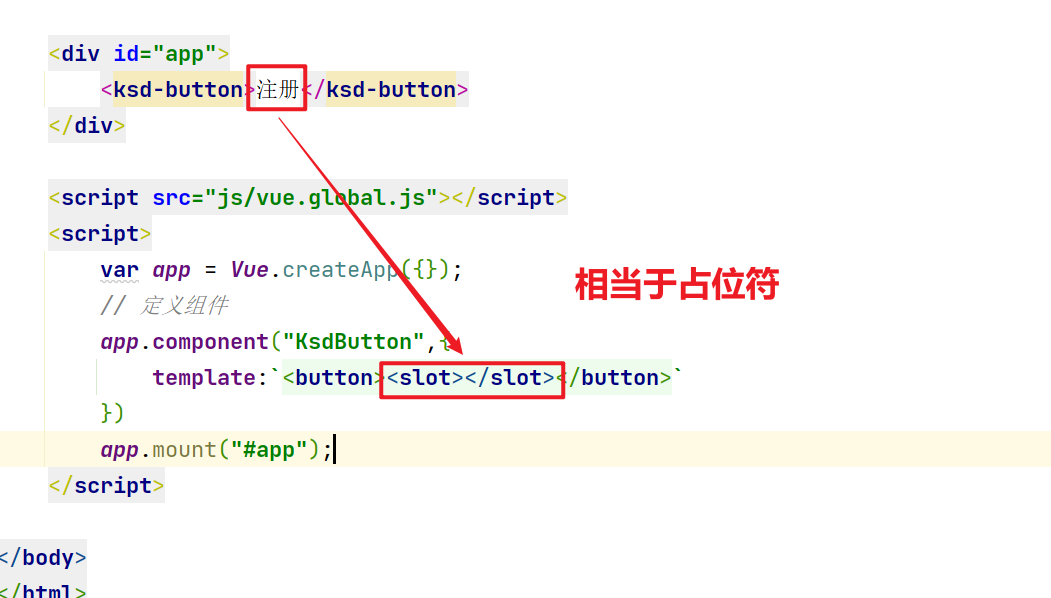 <div id="app">
<ksd-button>注册</ksd-button>
</div>
<script src="js/vue.global.js"></script>
<script>
var app = Vue.createApp({});
// 定义组件
相当于占位符
app.component("KsdButton",{
template:`<button><slot></slot></button>`
})
app.mount("#app");
</script>
</body>
</html>